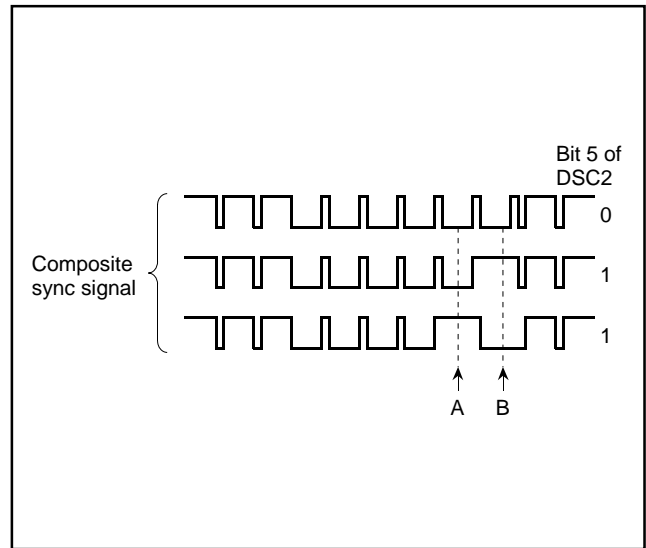 Bit 5 of
DSC2
0
Composite
sync signal
1
1
A B